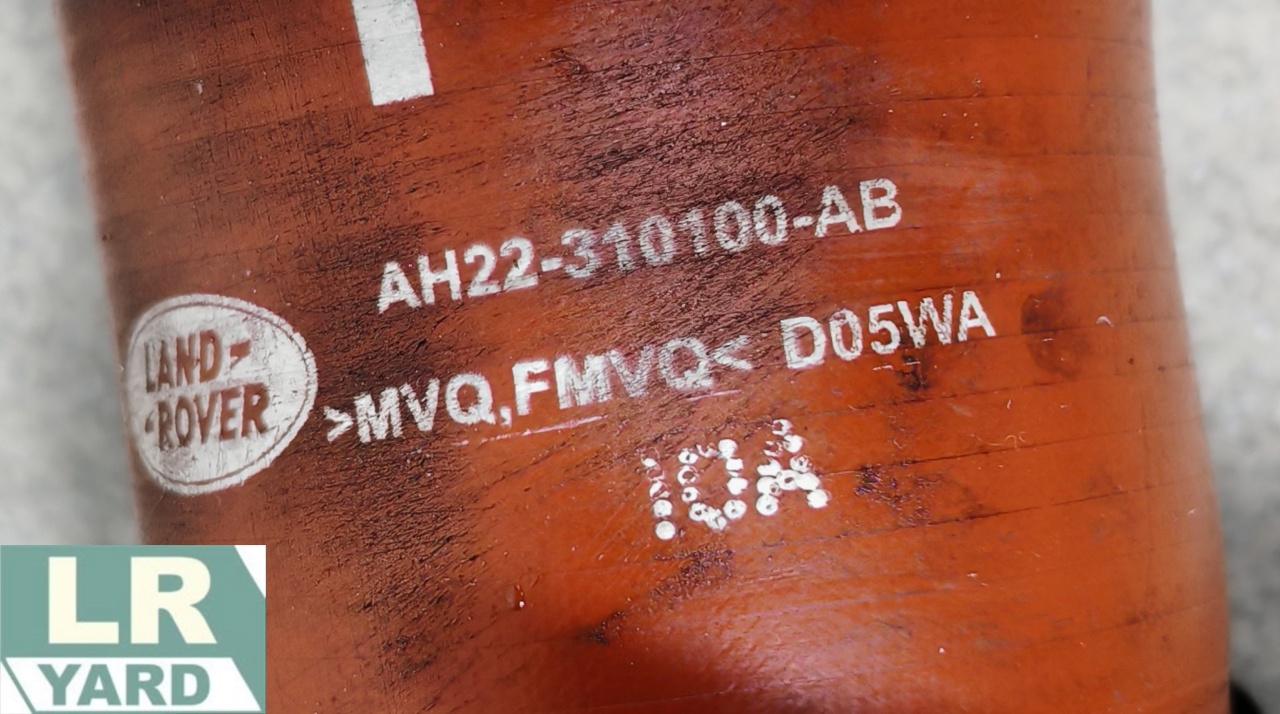 AH22-310100-AB
LAND-
-ROVER
>MVQ,FMVQ< D05WA
10A
LR
YARD